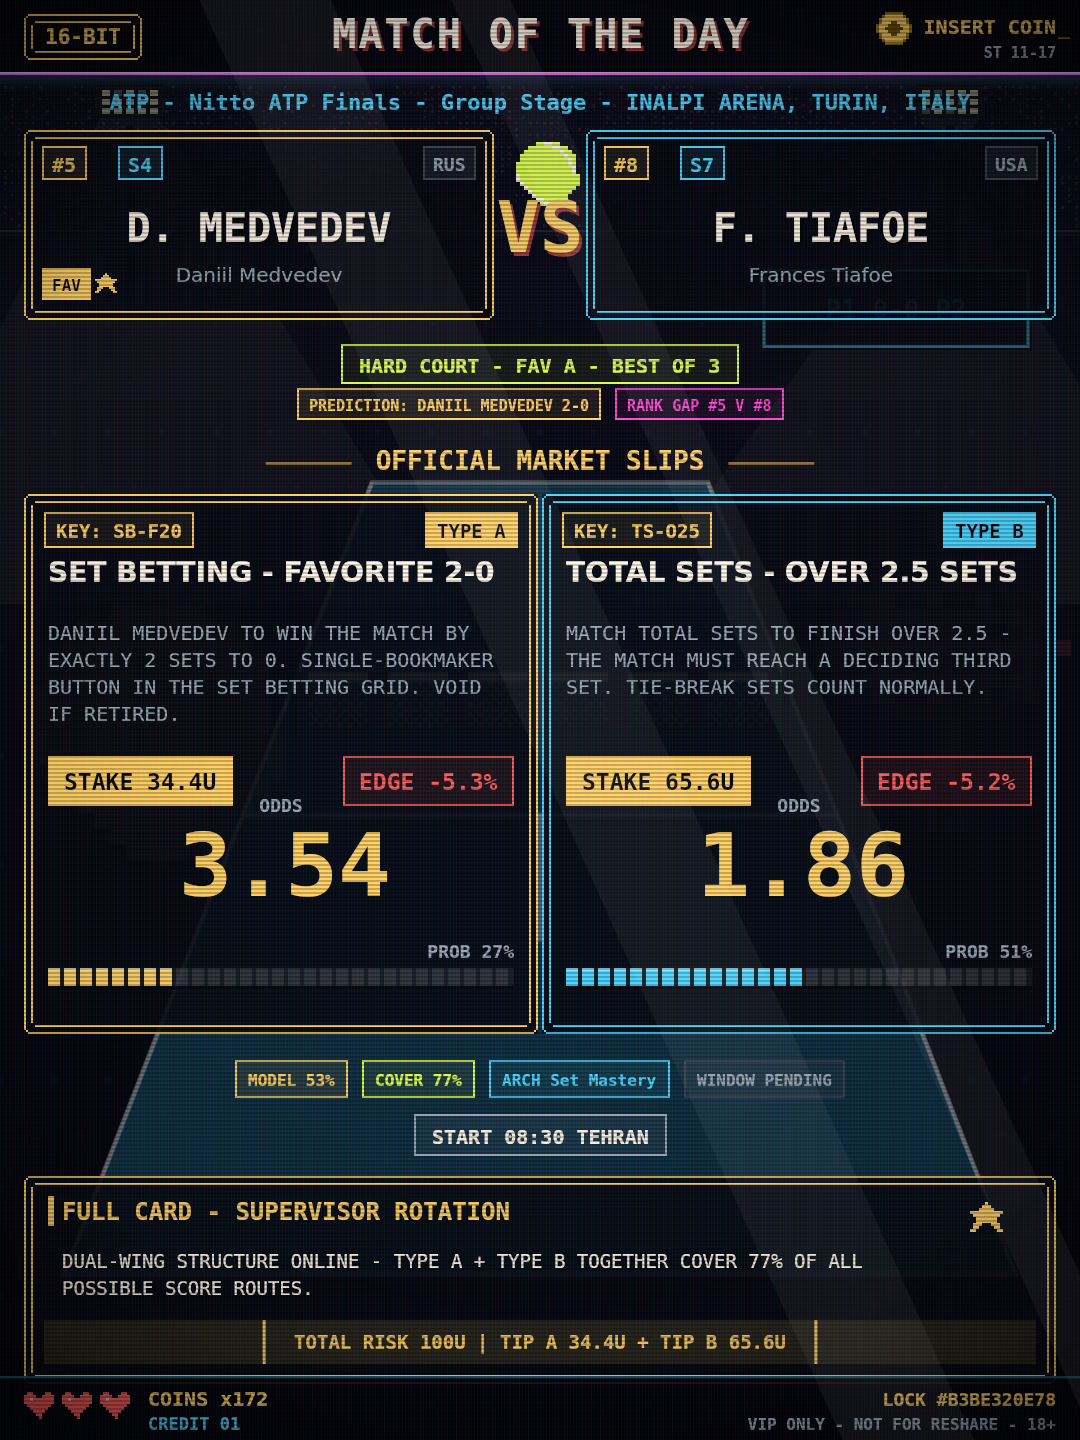 16-BIT
MATCH OF THE DAY
INSERT COIN_
ST 11-17
ATP - Nitto ATP Finals - Group Stage - INALPI ARENA, TURIN, ITALY
#5
S4
RUS
D. MEDVEDEV
Daniil Medvedev
FAV
VS
#8
S7
USA
F. TIAFOE
Frances Tiafoe
P1 0-0 P2
HARD COURT - FAV A - BEST OF 3
PREDICTION: DANIIL MEDVEDEV 2-0
RANK GAP #5 V #8
OFFICIAL MARKET SLIPS
KEY: SB-F20
TYPE A
SET BETTING - FAVORITE 2-0
DANIIL MEDVEDEV TO WIN THE MATCH BY
EXACTLY 2 SETS TO 0. SINGLE-BOOKMAKER
BUTTON IN THE SET BETTING GRID. VOID
IF RETIRED.
STAKE 34.4U
EDGE -5.3%
ODDS
3.54
PROB 27%
KEY: TS-O25
TYPE B
TOTAL SETS - OVER 2.5 SETS
MATCH TOTAL SETS TO FINISH OVER 2.5 -
THE MATCH MUST REACH A DECIDING THIRD
SET. TIE-BREAK SETS COUNT NORMALLY.
STAKE 65.6U
EDGE -5.2%
ODDS
1.86
PROB 51%
MODEL 53%
COVER 77%
ARCH Set Mastery
WINDOW PENDING
START 08:30 TEHRAN
FULL CARD - SUPERVISOR ROTATION
DUAL-WING STRUCTURE ONLINE - TYPE A + TYPE B TOGETHER COVER 77% OF ALL
POSSIBLE SCORE ROUTES.
TOTAL RISK 100U | TIP A 34.4U + TIP B 65.6U
COINS x172
CREDIT 01
LOCK #B3BE320E78
VIP ONLY - NOT FOR RESHARE - 18+